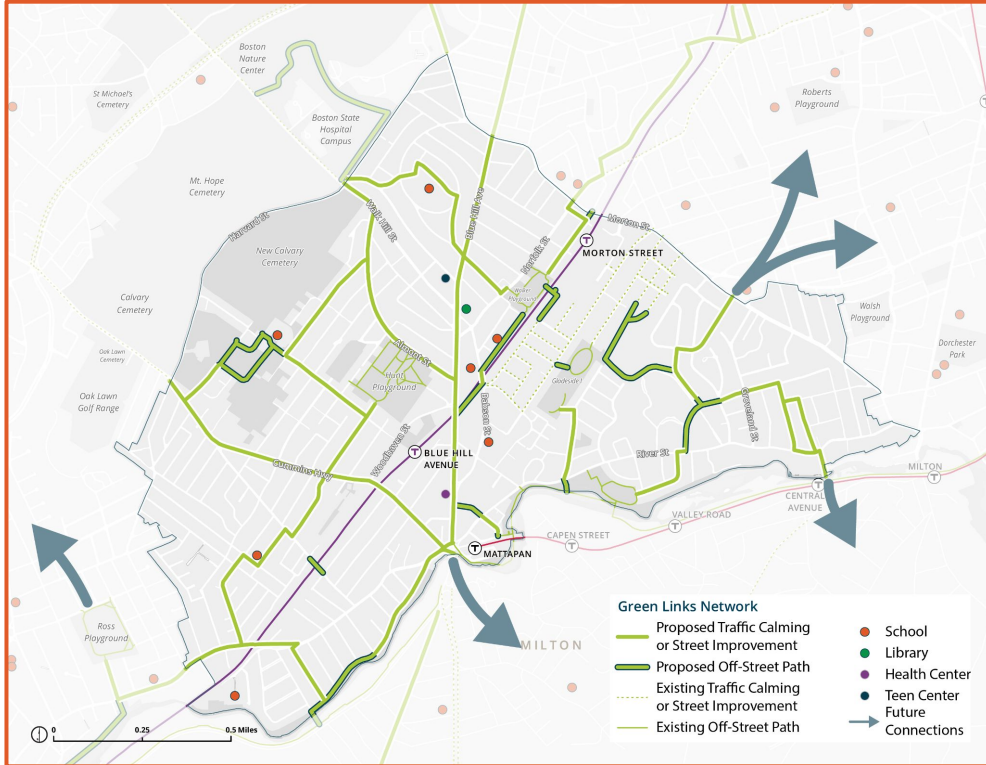 Boston
Nature
Center
St Michael's
Cemetery
Boston State
Hospital
Campus
Roberts
Playground
Mt. Hope
Cemetery
Harvard St
Walk Hill St
Blue Hill Ave
Morton St
New Calvary
Cemetery
Norfolk St
MORTON STREET
Walker
Playground
Calvary
Cemetery
Walsh
Playground
Oak Lawn
Cemetery
Almont St
Dorchester
Park
Hunt
Playground
Gladeside I
Oak Lawn
Golf Range
Babson St
Groveland St
Woodhaven St
BLUE HILL
AVENUE
River St
Cummins Hwy
MILTON
CENTRAL
AVENUE
VALLEY ROAD
CAPEN STREET
MATTAPAN
Ross
Playground
MILTON
Green Links Network
Proposed Traffic Calming
or Street Improvement
Proposed Off-Street Path
Existing Traffic Calming
or Street Improvement
Existing Off-Street Path
School
Library
Health Center
Teen Center
Future
Connections
0 0.25 0.5 Miles